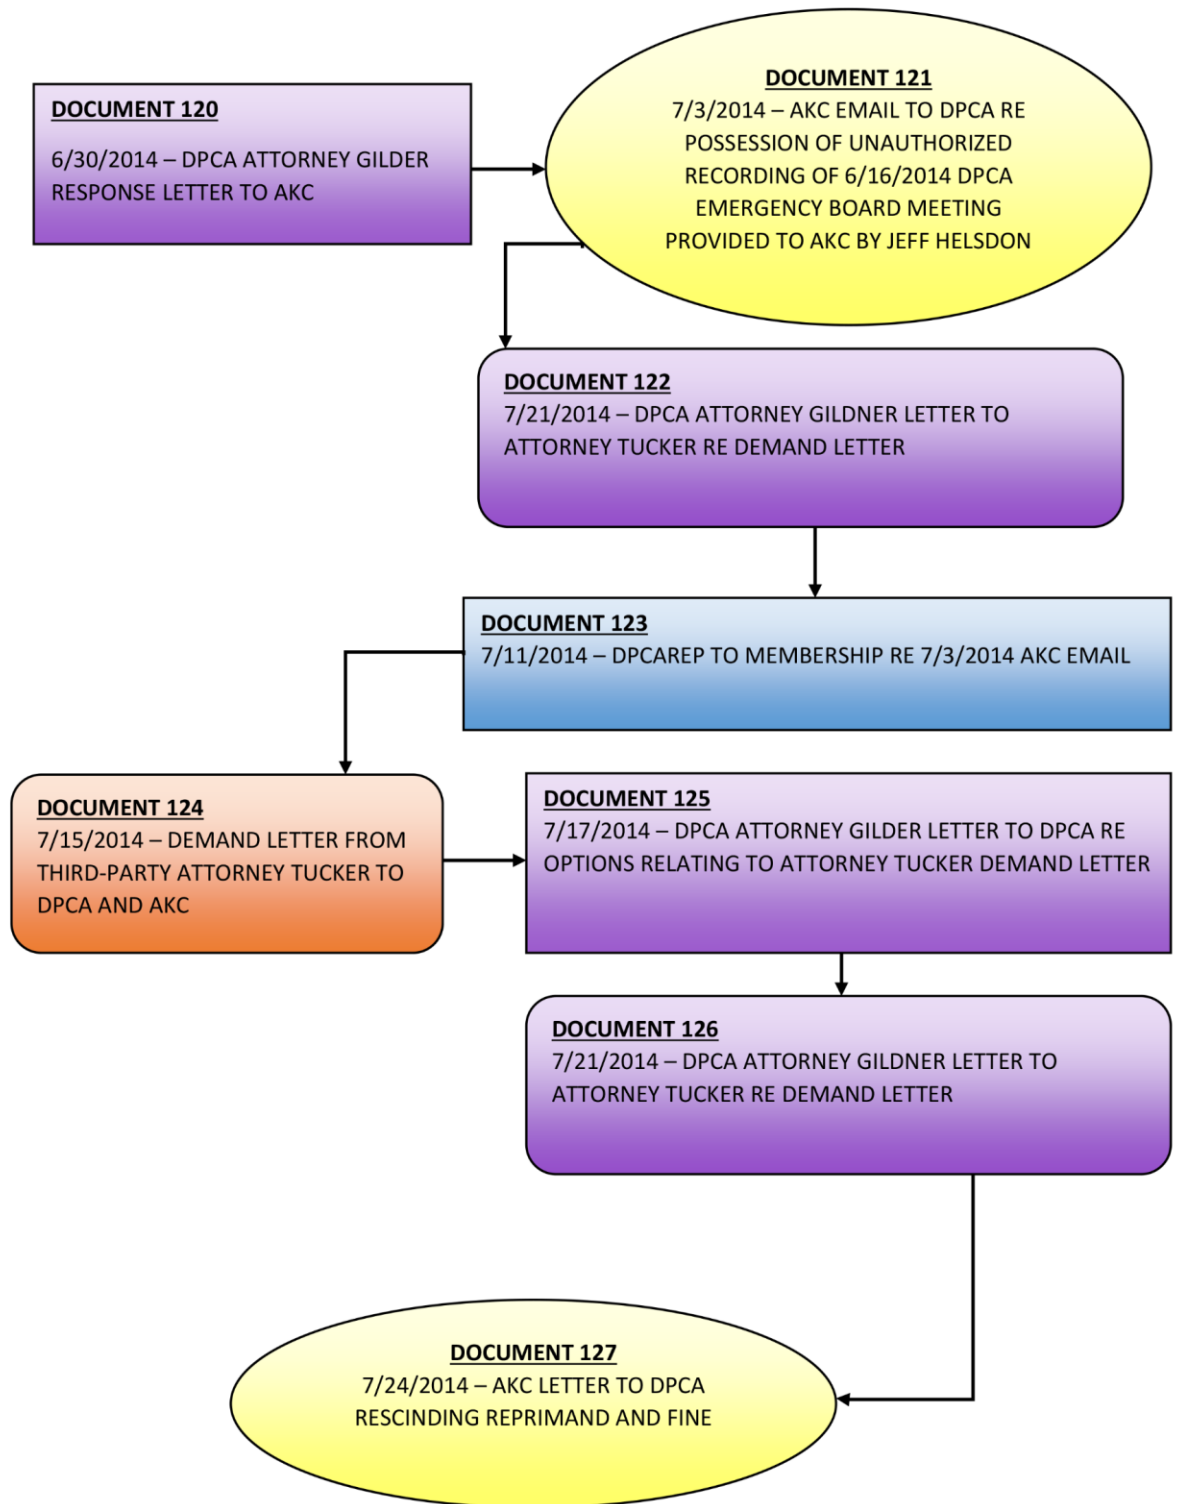 DOCUMENT 120
6/30/2014 – DPCA ATTORNEY GILDER
RESPONSE LETTER TO AKC
DOCUMENT 121
7/3/2014 – AKC EMAIL TO DPCA RE
POSSESSION OF UNAUTHORIZED
RECORDING OF 6/16/2014 DPCA
EMERGENCY BOARD MEETING
PROVIDED TO AKC BY JEFF HELSDON
DOCUMENT 122
7/21/2014 – DPCA ATTORNEY GILDNER LETTER TO
ATTORNEY TUCKER RE DEMAND LETTER
DOCUMENT 123
7/11/2014 – DPCAREP TO MEMBERSHIP RE 7/3/2014 AKC EMAIL
DOCUMENT 124
7/15/2014 – DEMAND LETTER FROM
THIRD-PARTY ATTORNEY TUCKER TO
DPCA AND AKC
DOCUMENT 125
7/17/2014 – DPCA ATTORNEY GILDER LETTER TO DPCA RE
OPTIONS RELATING TO ATTORNEY TUCKER DEMAND LETTER
DOCUMENT 126
7/21/2014 – DPCA ATTORNEY GILDNER LETTER TO
ATTORNEY TUCKER RE DEMAND LETTER
DOCUMENT 127
7/24/2014 – AKC LETTER TO DPCA
RESCINDING REPRIMAND AND FINE